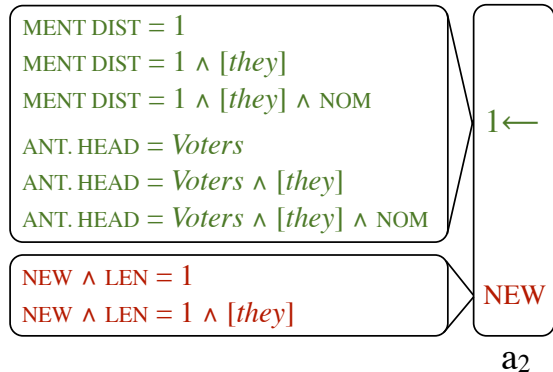 MENT DIST = 1
MENT DIST = 1 ∧ [they]
MENT DIST = 1 ∧ [they] ∧ NOM
ANT. HEAD = Voters
ANT. HEAD = Voters ∧ [they]
ANT. HEAD = Voters ∧ [they] ∧ NOM
1←
NEW ∧ LEN = 1
NEW ∧ LEN = 1 ∧ [they]
NEW
a₂